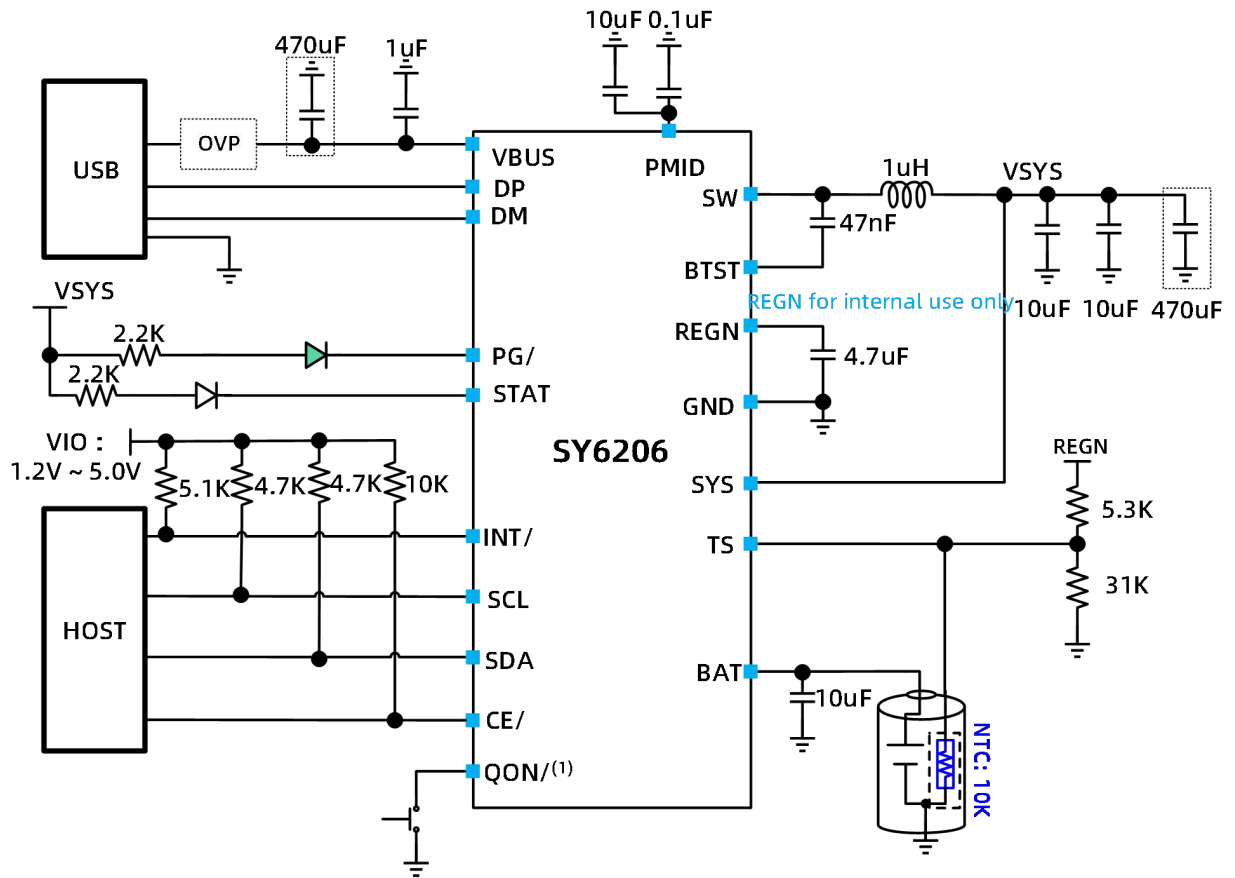 10uF 0.1uF
470uF
1uF
USB
OVP
VBUS
DP
DM
PMID
SW
1uH
VSYS
47nF
BTST
REGN for internal use only
10uF
10uF
470uF
VSYS
2.2K
PG/
2.2K
STAT
REGN
4.7uF
GND
SY6206
VIO :
1.2V ~ 5.0V
5.1K
4.7K
4.7K
10K
SYS
REGN
5.3K
HOST
INT/
TS
31K
SCL
SDA
BAT
10uF
CE/
NTC: 10K
QON/(1)